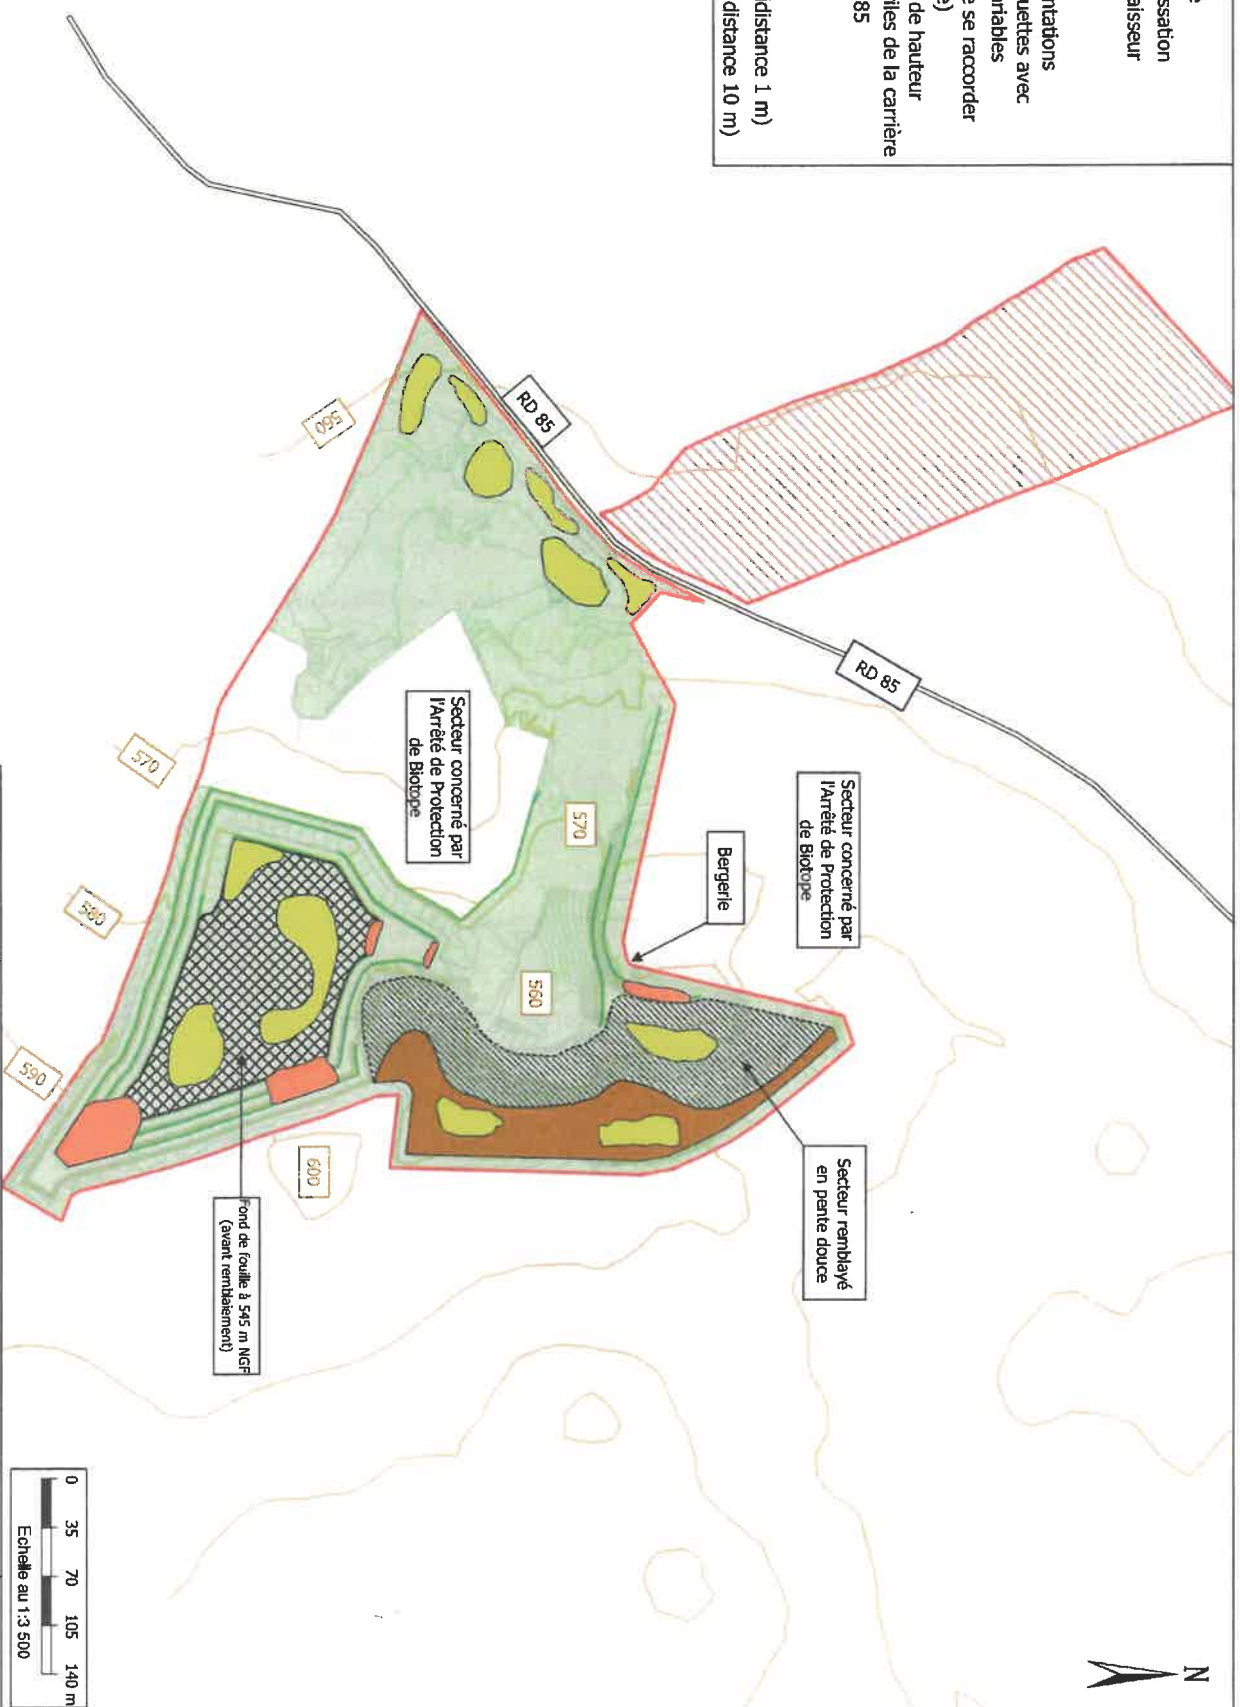 ssation
aisseur
ntations
uettes avec
ariables
e se raccorder
e)
de hauteur
iles de la carrière
85
distance 1 m)
distance 10 m)
N
RD 85
RD 85
Secteur concerné par
l'Arrêté de Protection
de Biotope
Bergerie
Secteur concerné par
l'Arrêté de Protection
de Biotope
Secteur remblayé
en pente douce
Fond de fouille à 545 m NGF
(avant remblaiement)
560
570
570
560
580
590
600
0 35 70 105 140 m
Echelle au 1:3 500